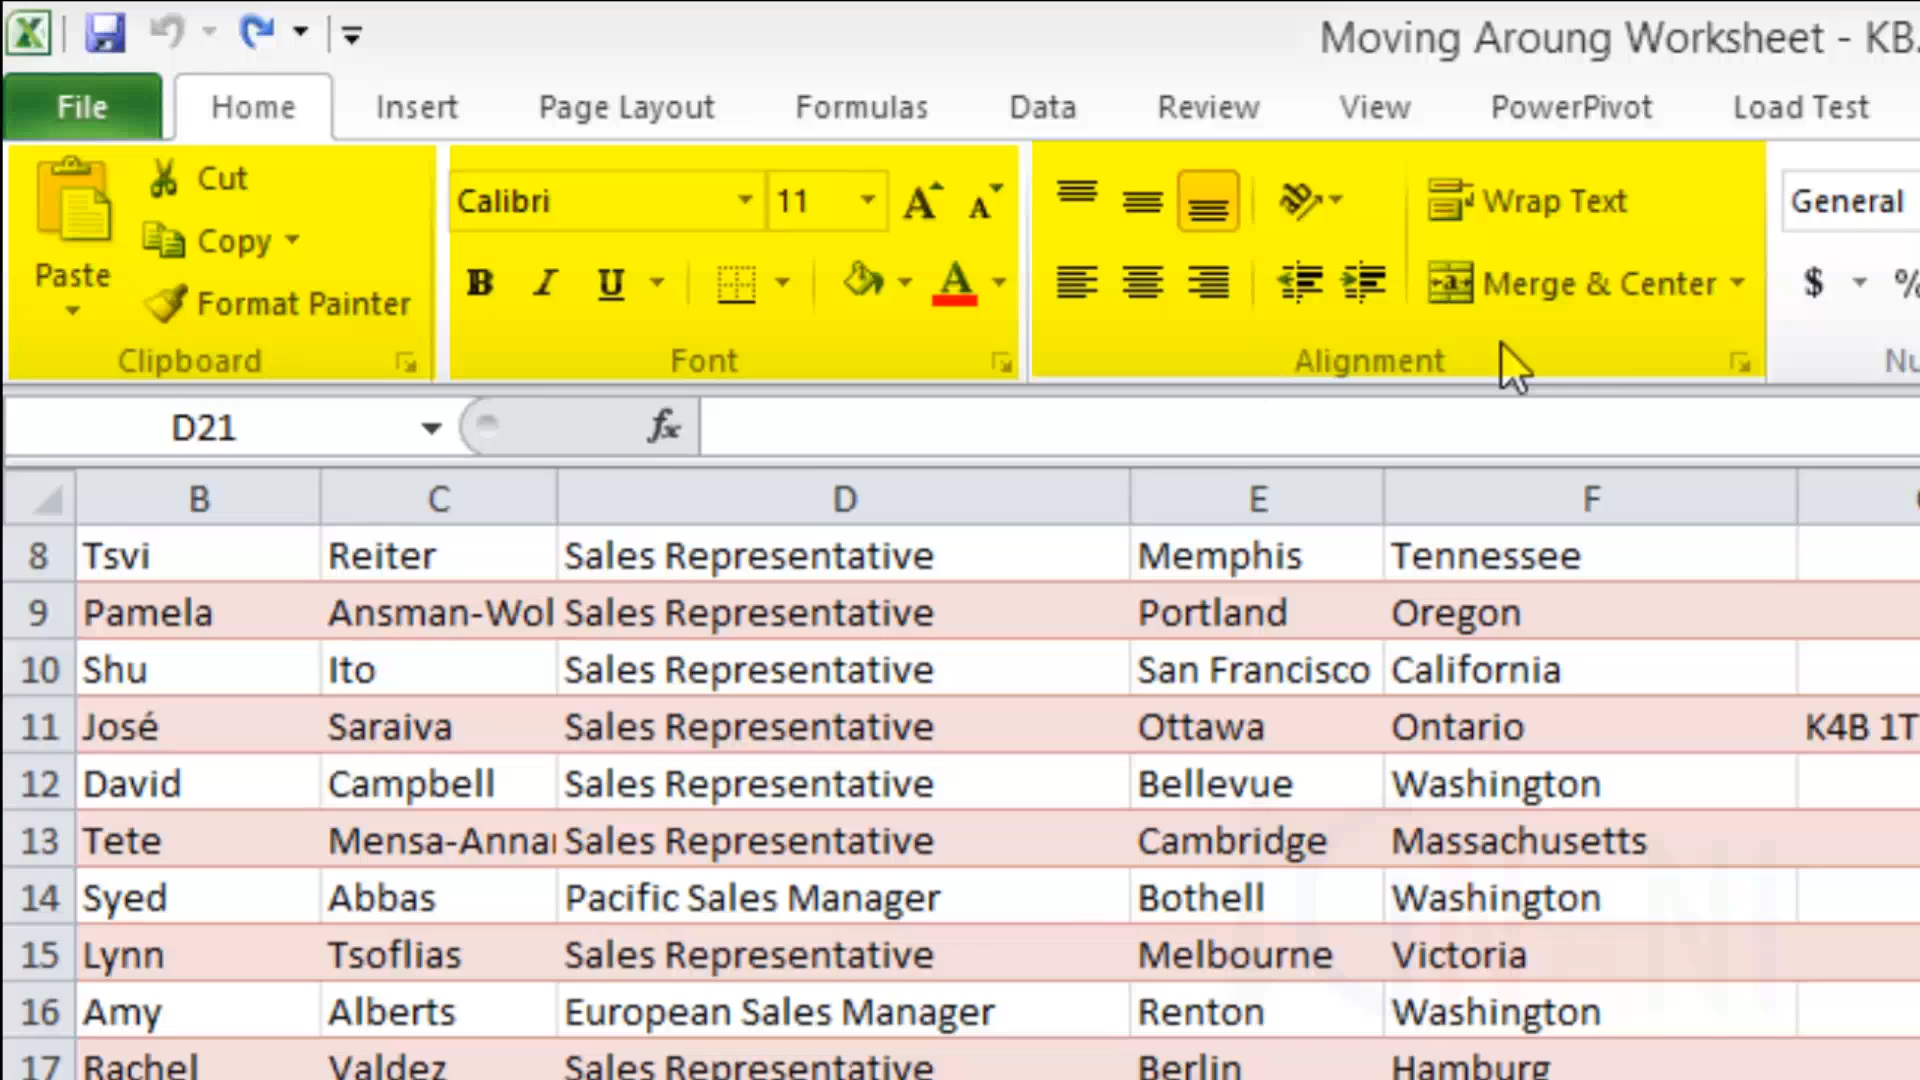 Moving Aroung Worksheet - KB.
File Home Insert Page Layout Formulas Data Review View PowerPivot Load Test
Cut
Calibri 11 A A Wrap Text General
Copy
Paste B I U A Merge & Center $ %
Format Painter
Clipboard Font Alignment Nu
D21 fx
B C D E F
8 Tsvi Reiter Sales Representative Memphis Tennessee
9 Pamela Ansman-Wol Sales Representative Portland Oregon
10 Shu Ito Sales Representative San Francisco California
11 José Saraiva Sales Representative Ottawa Ontario K4B 1T
12 David Campbell Sales Representative Bellevue Washington
13 Tete Mensa-Annai Sales Representative Cambridge Massachusetts
14 Syed Abbas Pacific Sales Manager Bothell Washington
15 Lynn Tsoflias Sales Representative Melbourne Victoria
16 Amy Alberts European Sales Manager Renton Washington
17 Rachel Valdez Sales Representative Berlin Hamburg